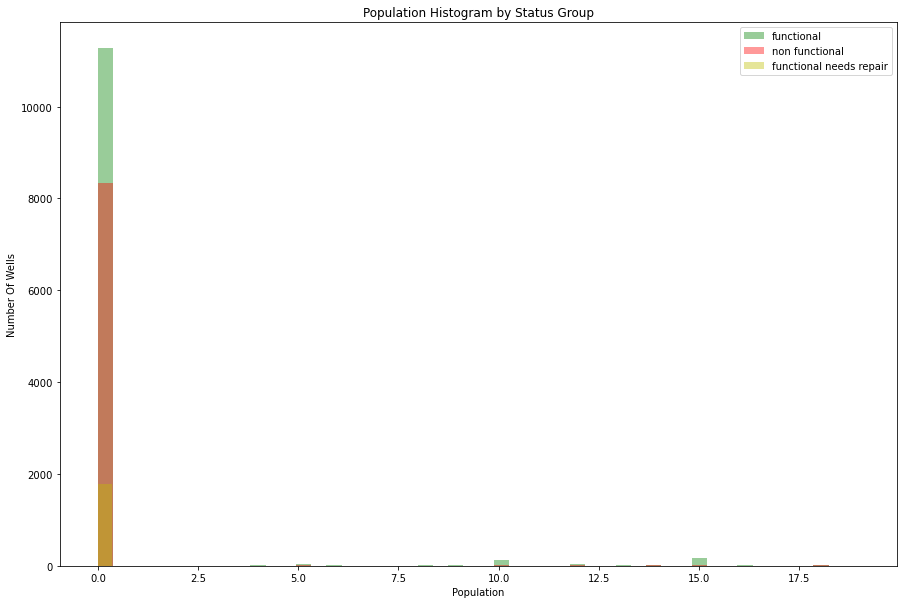 Population Histogram by Status Group
functional
non functional
functional needs repair
Number Of Wells
10000
8000
6000
4000
2000
0
0.0 2.5 5.0 7.5 10.0 12.5 15.0 17.5
Population